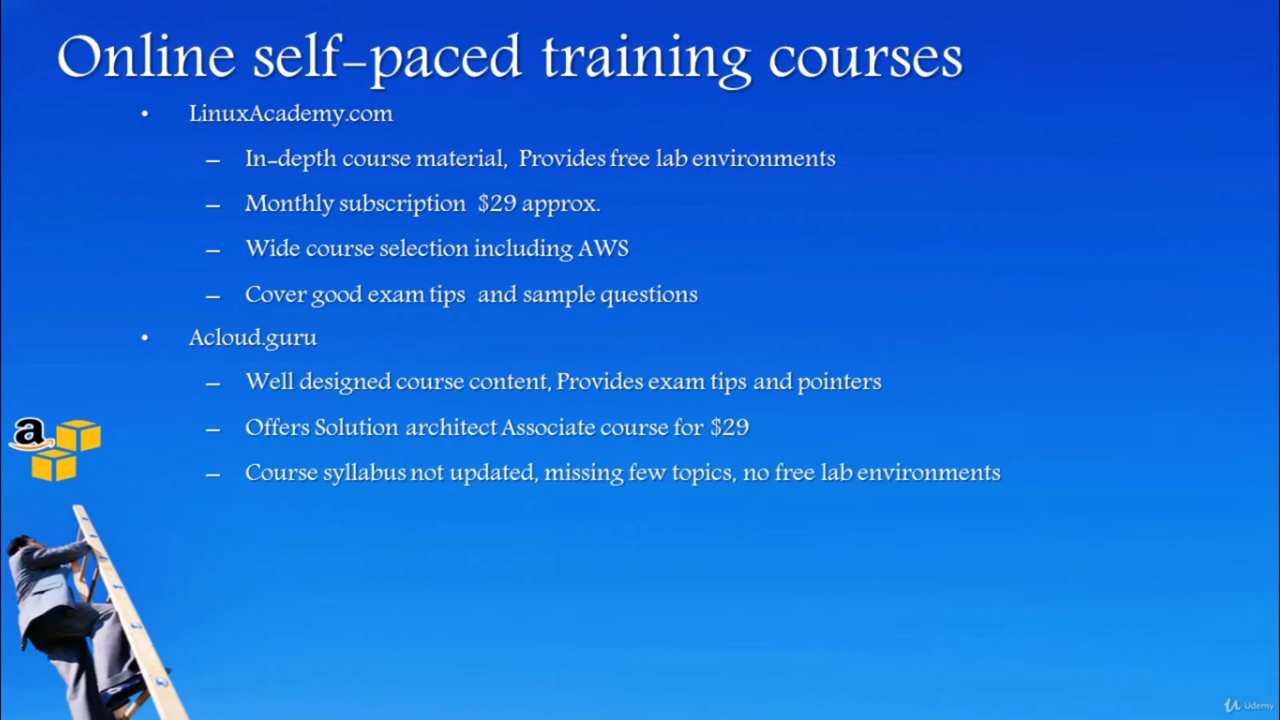 Online self-paced training courses
• LinuxAcademy.com
– In-depth course material, Provides free lab environments
– Monthly subscription $29 approx.
– Wide course selection including AWS
– Cover good exam tips and sample questions
• Acloud.guru
– Well designed course content, Provides exam tips and pointers
– Offers Solution architect Associate course for $29
– Course syllabus not updated, missing few topics, no free lab environments
a
Udemy